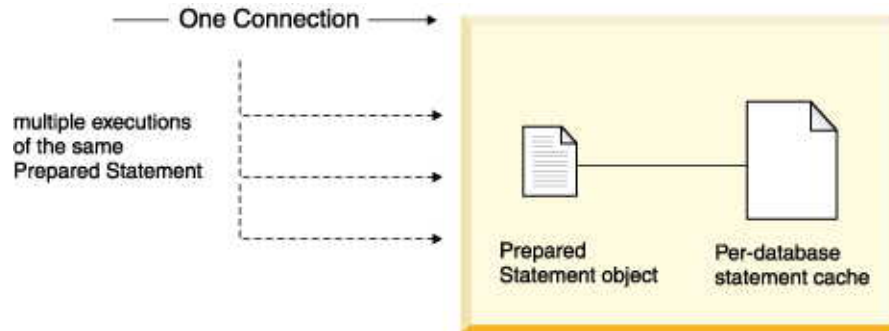 One Connection
multiple executions
of the same
Prepared Statement
Prepared
Statement object
Per-database
statement cache